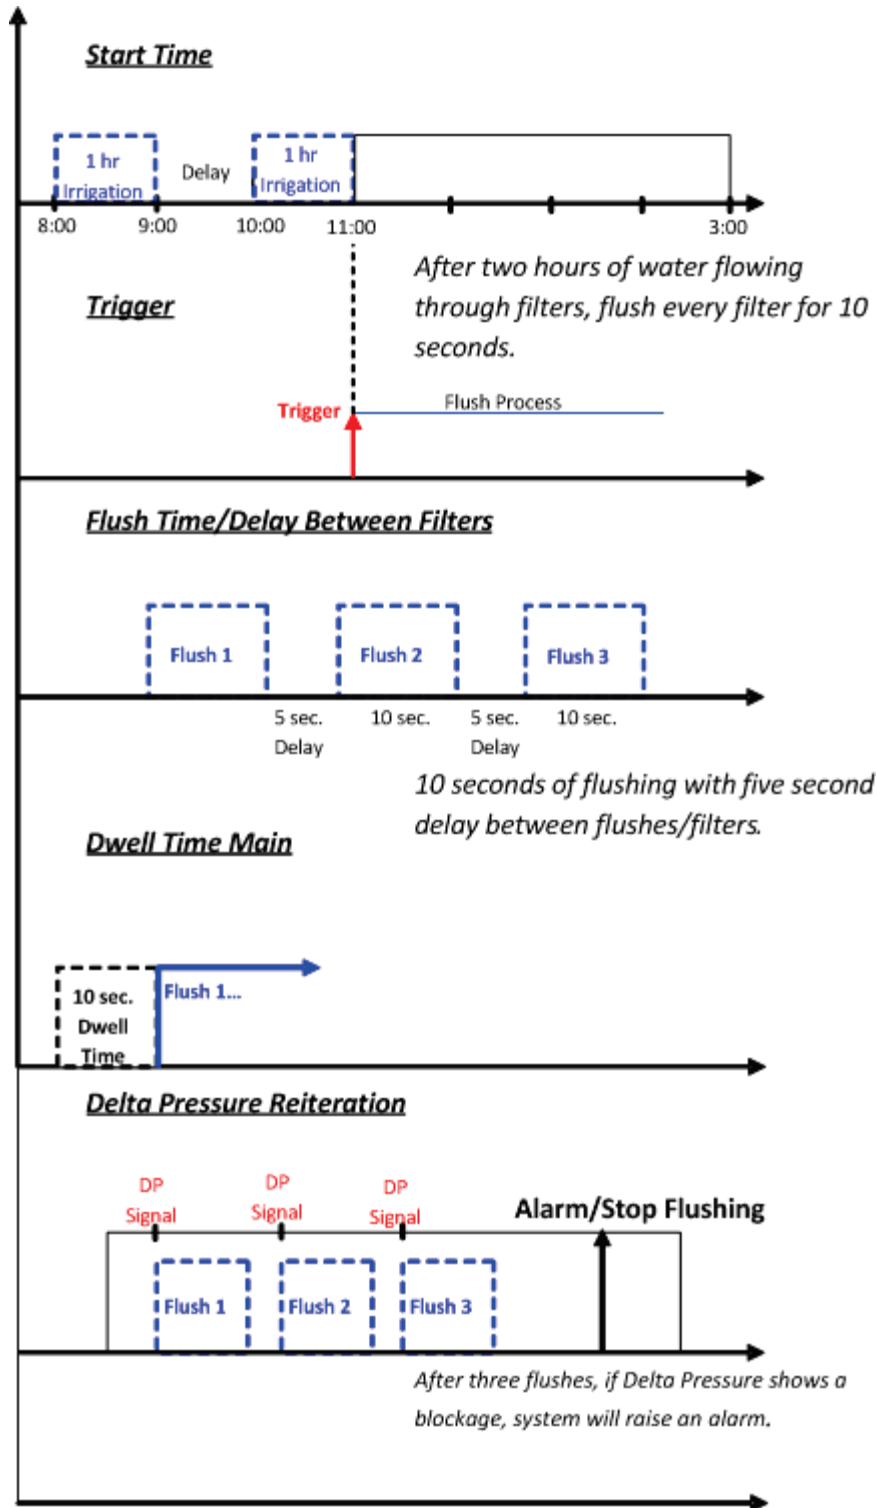 Start Time
1 hr
Irrigation
Delay
1 hr
Irrigation
8:00
9:00
10:00
11:00
3:00
After two hours of water flowing
through filters, flush every filter for 10
seconds.
Trigger
Trigger
Flush Process
Flush Time/Delay Between Filters
Flush 1
Flush 2
Flush 3
5 sec.
Delay
10 sec.
5 sec.
Delay
10 sec.
10 seconds of flushing with five second
delay between flushes/filters.
Dwell Time Main
10 sec.
Dwell
Time
Flush 1...
Delta Pressure Reiteration
DP
Signal
DP
Signal
DP
Signal
Alarm/Stop Flushing
Flush 1
Flush 2
Flush 3
After three flushes, if Delta Pressure shows a
blockage, system will raise an alarm.